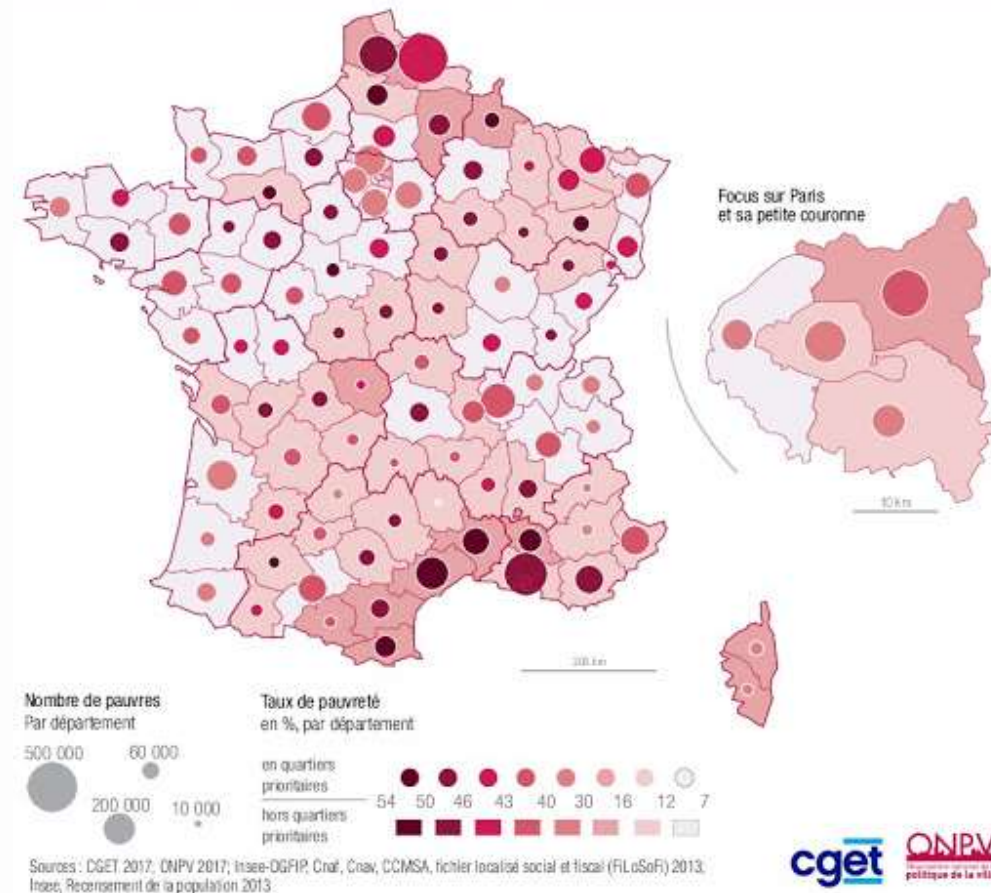 Focus sur Paris
et sa petite couronne
10 km
Nombre de pauvres
Par département
500 000
60 000
200 000
10 000
Taux de pauvreté
en %, par département
en quartiers
prioritaires
54 50 46 43 40 30 16 12 7
hors quartiers
prioritaires
Sources : CGET 2017, ONPV 2017; Insee-DGFIP, Cnaf, Cnav, CCMSA, fichier localisé social et fiscal (FiLoSoFi) 2013;
Insee, Recensement de la population 2013
cget
ONPV
politique de la